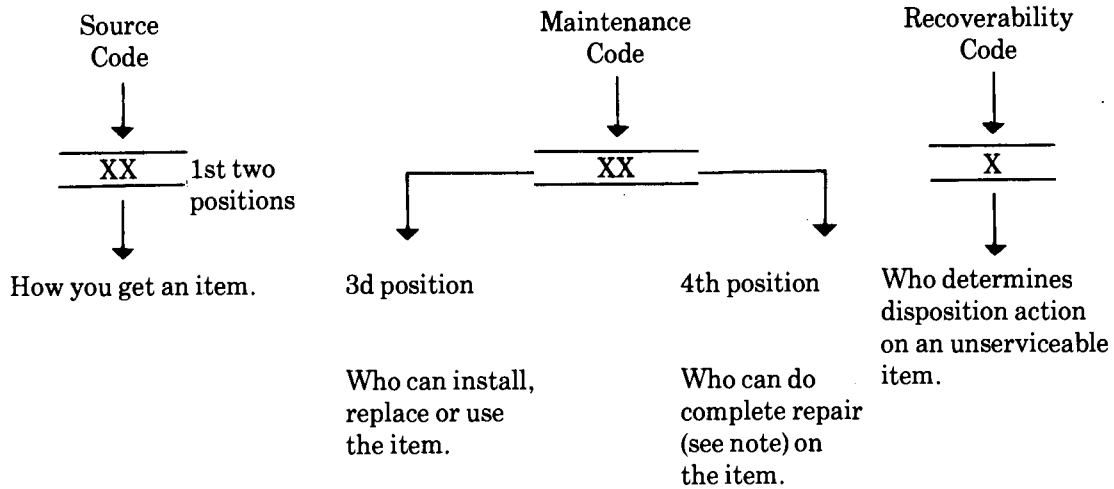 Source
Code
XX
1st two
positions
How you get an item.
Maintenance
Code
XX
3d position
Who can install,
replace or use
the item.
4th position
Who can do
complete repair
(see note) on
the item.
Recoverability
Code
X
Who determines
disposition action
on an unserviceable
item.